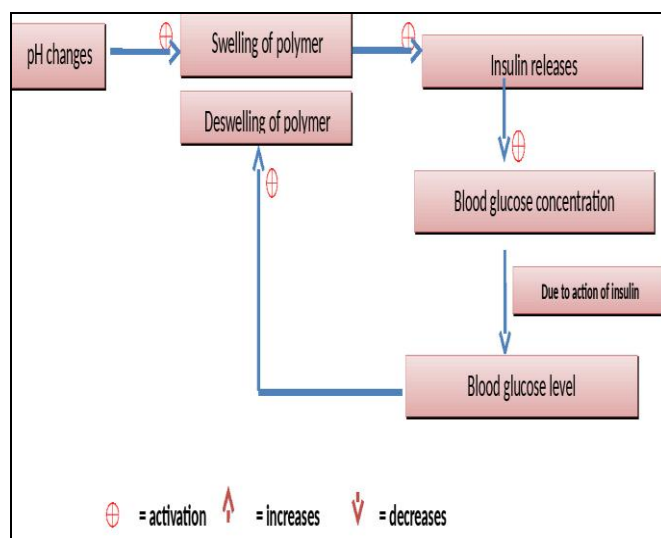 pH changes
Swelling of polymer
Insulin releases
Deswelling of polymer
Blood glucose concentration
Due to action of insulin
Blood glucose level
= activation = increases = decreases